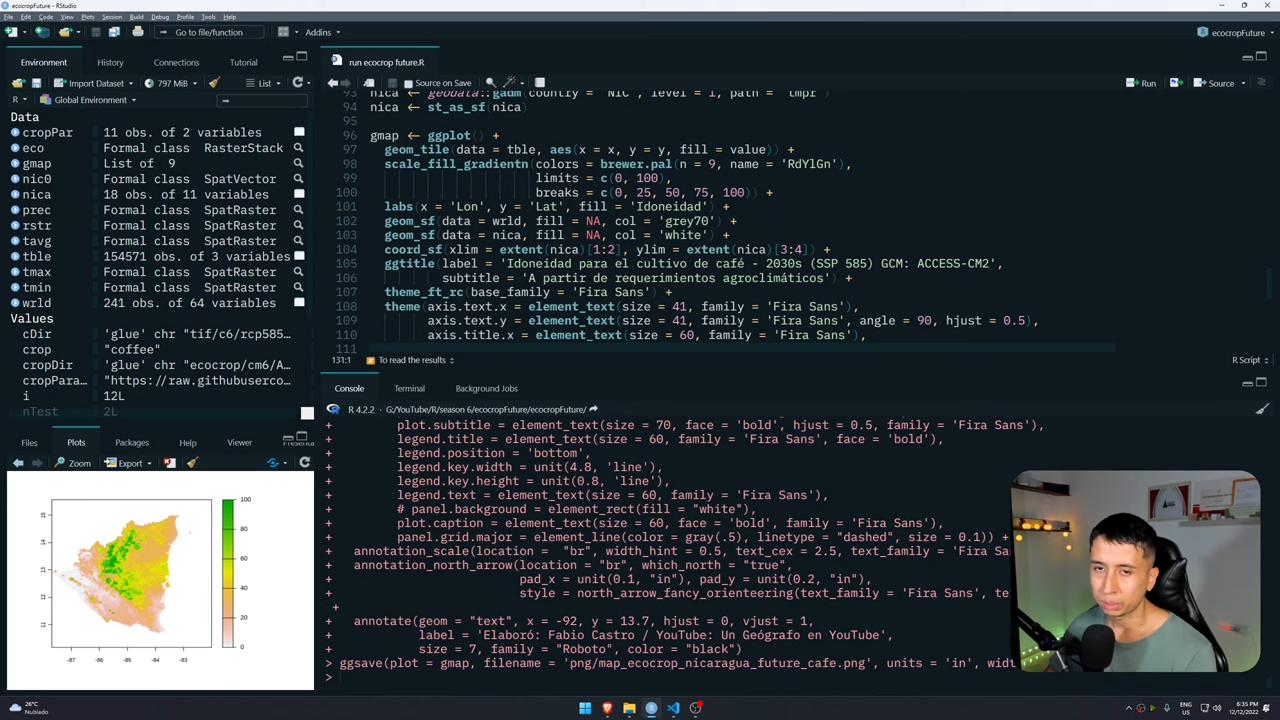 ecocropFuture - RStudio
File Edit Code View Plots Session Build Debug Profile Tools Help
Go to file/function
Addins
ecocropFuture
Environment History Connections Tutorial
Import Dataset 797 MiB List
R Global Environment
Data
cropPar 11 obs. of 2 variables
eco Formal class RasterStack
gmap List of 9
nic0 Formal class SpatVector
nica 18 obs. of 11 variables
prec Formal class SpatRaster
rstr Formal class SpatRaster
tavg Formal class SpatRaster
tble 154571 obs. of 3 variables
tmax Formal class SpatRaster
tmin Formal class SpatRaster
wrld 241 obs. of 64 variables
Values
cDir 'glue' chr "tif/c6/rcp585…
crop "coffee"
cropDir 'glue' chr "ecocrop/cm6/A…
cropPara… "https://raw.githubuserco…
i 12L
nTest 2L
Files Plots Packages Help Viewer
Zoom Export
100
80
60
40
20
0
15
14
13
12
11
-87 -86 -85 -84 -83
run ecocrop future.R
Source on Save Run Source
93 nica <- geodata::gadm(country = 'NIC', level = 1, path = 'tmpr')
94 nica <- st_as_sf(nica)
95
96 gmap <- ggplot() +
97 geom_tile(data = tble, aes(x = x, y = y, fill = value)) +
98 scale_fill_gradientn(colors = brewer.pal(n = 9, name = 'RdYlGn'),
99 limits = c(0, 100),
100 breaks = c(0, 25, 50, 75, 100)) +
101 labs(x = 'Lon', y = 'Lat', fill = 'Idoneidad') +
102 geom_sf(data = wrld, fill = NA, col = 'grey70') +
103 geom_sf(data = nica, fill = NA, col = 'white') +
104 coord_sf(xlim = extent(nica)[1:2], ylim = extent(nica)[3:4]) +
105 ggtitle(label = 'Idoneidad para el cultivo de café - 2030s (SSP 585) GCM: ACCESS-CM2',
106 subtitle = 'A partir de requerimientos agroclimáticos') +
107 theme_ft_rc(base_family = 'Fira Sans') +
108 theme(axis.text.x = element_text(size = 41, family = 'Fira Sans'),
109 axis.text.y = element_text(size = 41, family = 'Fira Sans', angle = 90, hjust = 0.5),
110 axis.title.x = element_text(size = 60, family = 'Fira Sans'),
111
131:1 To read the results R Script
Console Terminal Background Jobs
R 4.2.2 · G:/YouTube/R/season 6/ecocropFuture/ecocropFuture/
+ plot.subtitle = element_text(size = 70, face = 'bold', hjust = 0.5, family = 'Fira Sans'),
+ legend.title = element_text(size = 60, family = 'Fira Sans', face = 'bold'),
+ legend.position = 'bottom',
+ legend.key.width = unit(4.8, 'line'),
+ legend.key.height = unit(0.8, 'line'),
+ legend.text = element_text(size = 60, family = 'Fira Sans'),
+ # panel.background = element_rect(fill = "white"),
+ plot.caption = element_text(size = 60, face = 'bold', family = 'Fira Sans'),
+ panel.grid.major = element_line(color = gray(.5), linetype = "dashed", size = 0.1)) +
+ annotation_scale(location = "br", width_hint = 0.5, text_cex = 2.5, text_family = 'Fira San
+ annotation_north_arrow(location = "br", which_north = "true",
+ pad_x = unit(0.1, "in"), pad_y = unit(0.2, "in"),
+ style = north_arrow_fancy_orienteering(text_family = 'Fira Sans', te
+
+ annotate(geom = "text", x = -92, y = 13.7, hjust = 0, vjust = 1,
+ label = 'Elaboró: Fabio Castro / YouTube: Un Geógrafo en YouTube',
+ size = 7, family = "Roboto", color = "black")
> ggsave(plot = gmap, filename = 'png/map_ecocrop_nicaragua_future_cafe.png', units = 'in', widt
>
26°C
Nublado
ENG
US
6:35 PM
12/12/2022